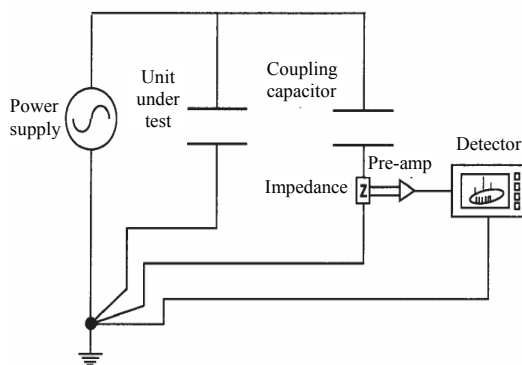 Unit
under
test
Coupling
capacitor
Power
supply
Detector
Pre-amp
Impedance
Z